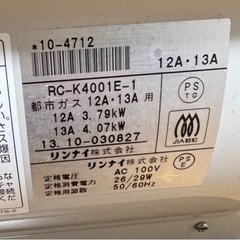 *10-4712
12A・13A
RC-K4001E-1
都市ガス 12A・13A 用
12A 3.79kW
13A 4.07kW
13.10-030827
リンナイ株式会社
PS
TG
JIA認証
定格電圧 AC 100V
定格消費電力 26/29W
定格周波数 50/60Hz
リンナイ株式会社
PS
E